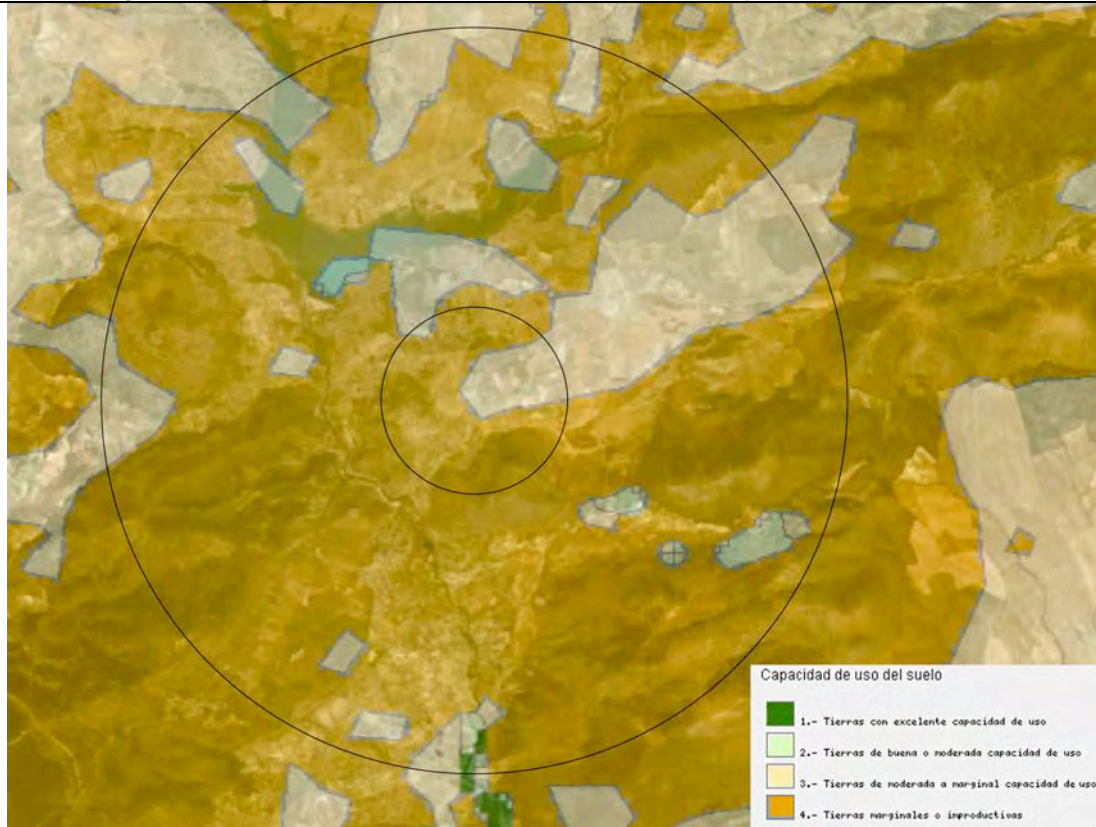 Capacidad de uso del suelo
1.- Tierras con excelente capacidad de uso
2.- Tierras de buena o moderada capacidad de uso
3.- Tierras de moderada a marginal capacidad de uso
4.- Tierras marginales o improductivas